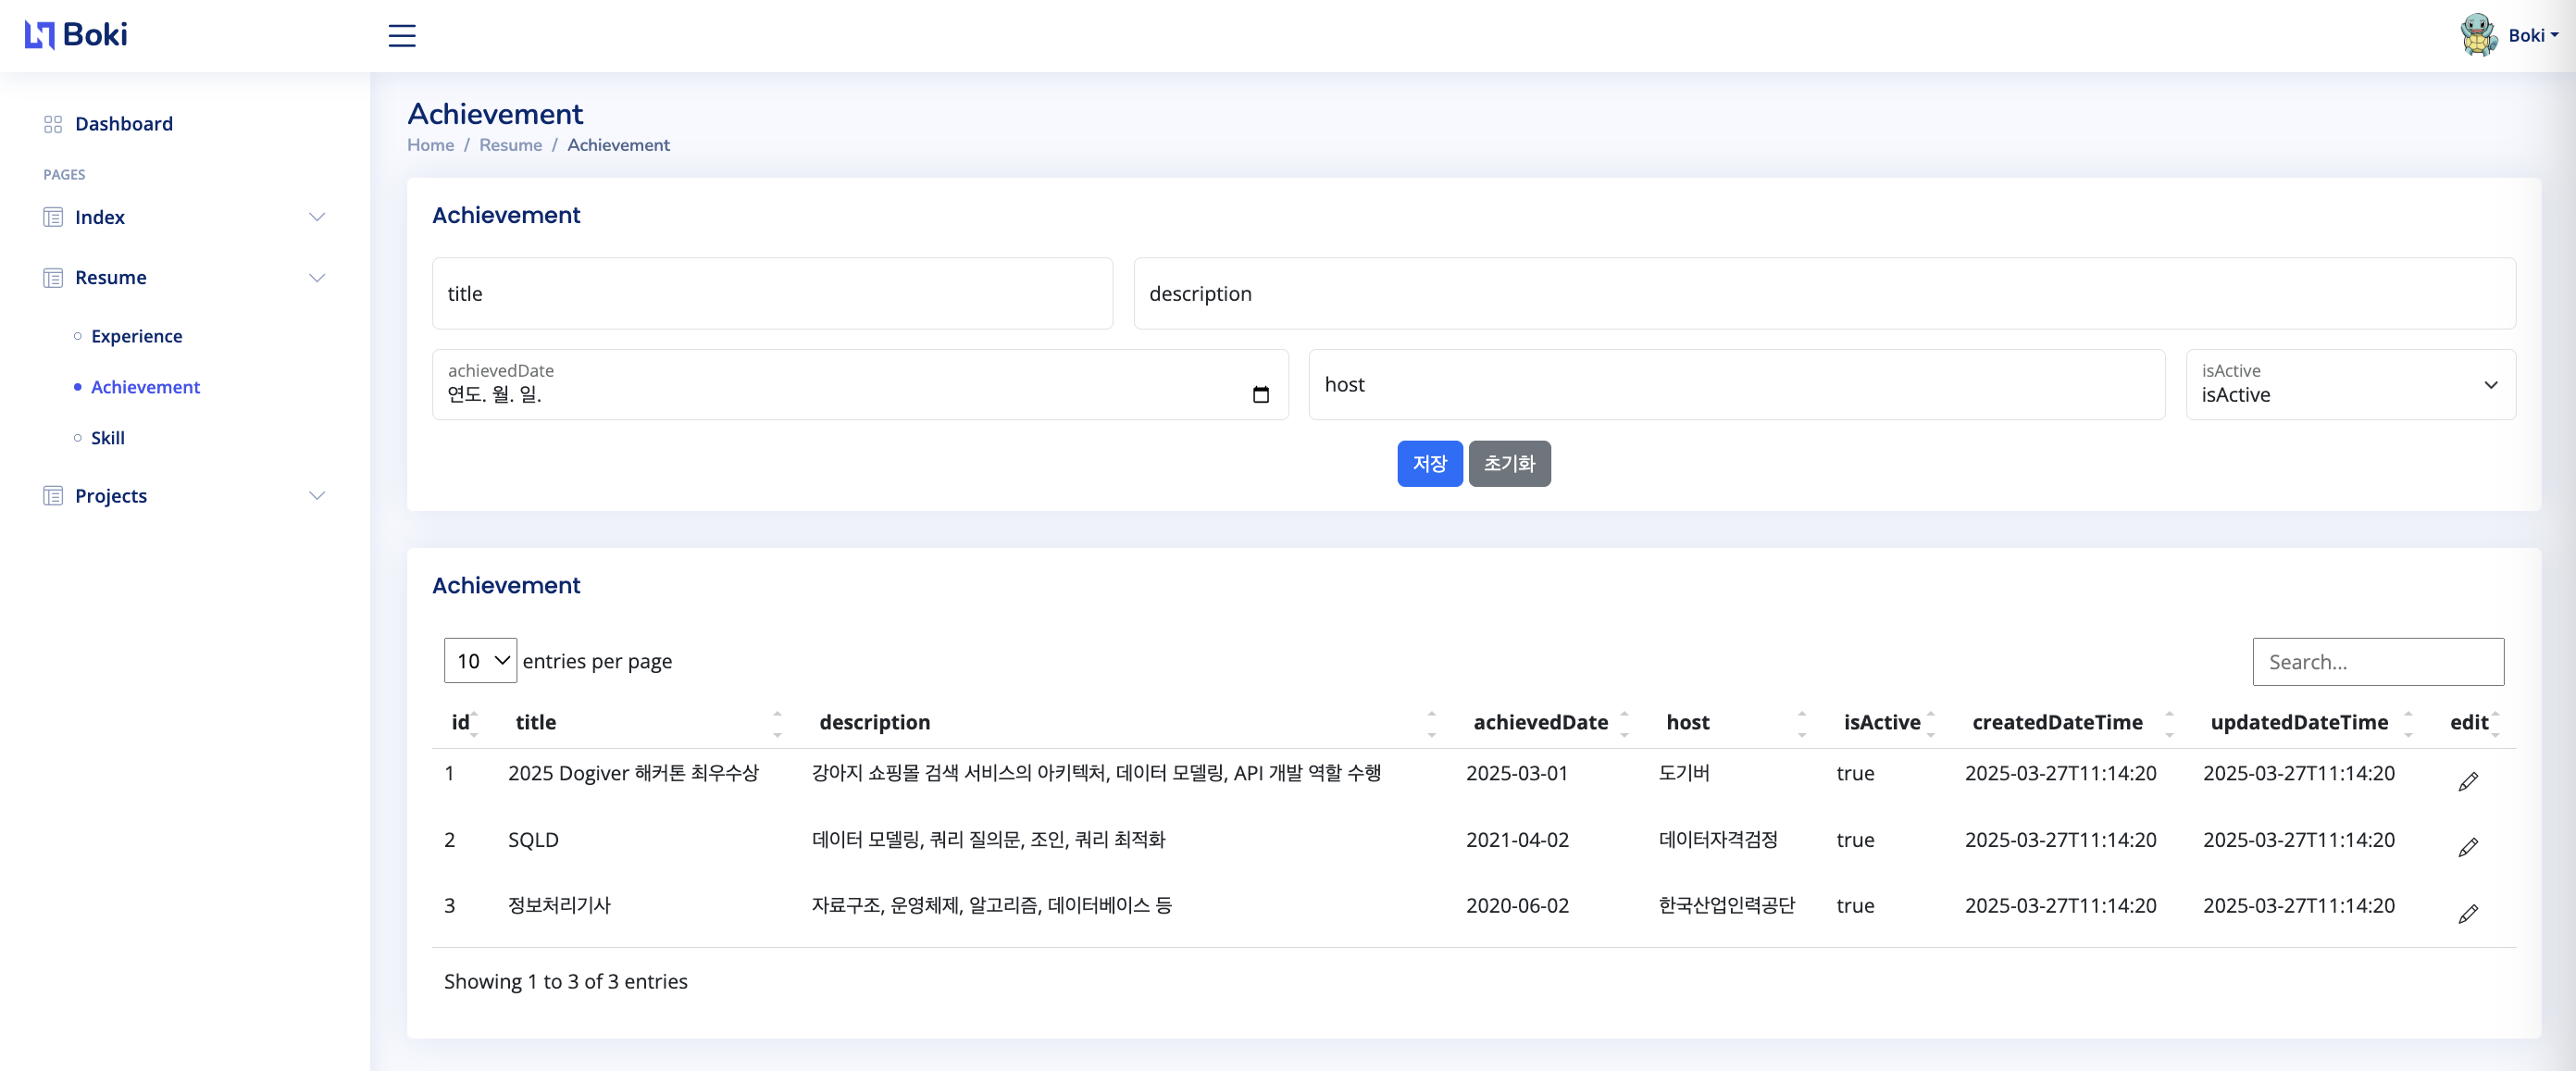 Boki
Boki
Dashboard
PAGES
Index
Resume
Experience
Achievement
Skill
Projects
Achievement
Home / Resume / Achievement
Achievement
title
description
achievedDate
연도. 월. 일.
host
isActive
isActive
저장 초기화
Achievement
10 entries per page
Search...
id title description achievedDate host isActive createdDateTime updatedDateTime edit
1 2025 Dogiver 해커톤 최우수상 강아지 쇼핑몰 검색 서비스의 아키텍처, 데이터 모델링, API 개발 역할 수행 2025-03-01 도기버 true 2025-03-27T11:14:20 2025-03-27T11:14:20
2 SQLD 데이터 모델링, 쿼리 질의문, 조인, 쿼리 최적화 2021-04-02 데이터자격검정 true 2025-03-27T11:14:20 2025-03-27T11:14:20
3 정보처리기사 자료구조, 운영체제, 알고리즘, 데이터베이스 등 2020-06-02 한국산업인력공단 true 2025-03-27T11:14:20 2025-03-27T11:14:20
Showing 1 to 3 of 3 entries